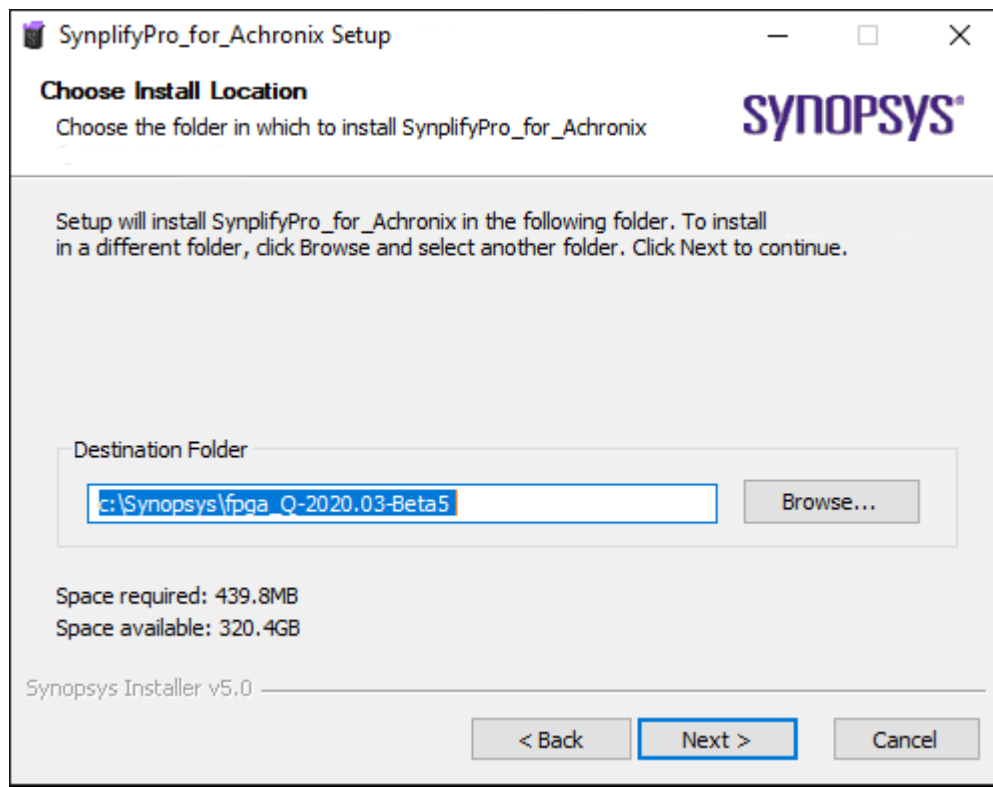 SynplifyPro_for_Achronix Setup
Choose Install Location
Choose the folder in which to install SynplifyPro_for_Achronix
SYNOPSYS®
Setup will install SynplifyPro_for_Achronix in the following folder. To install
in a different folder, click Browse and select another folder. Click Next to continue.
Destination Folder
c:\Synopsys\fpga_Q-2020.03-Beta5
Browse...
Space required: 439.8MB
Space available: 320.4GB
Synopsys Installer v5.0
< Back
Next >
Cancel